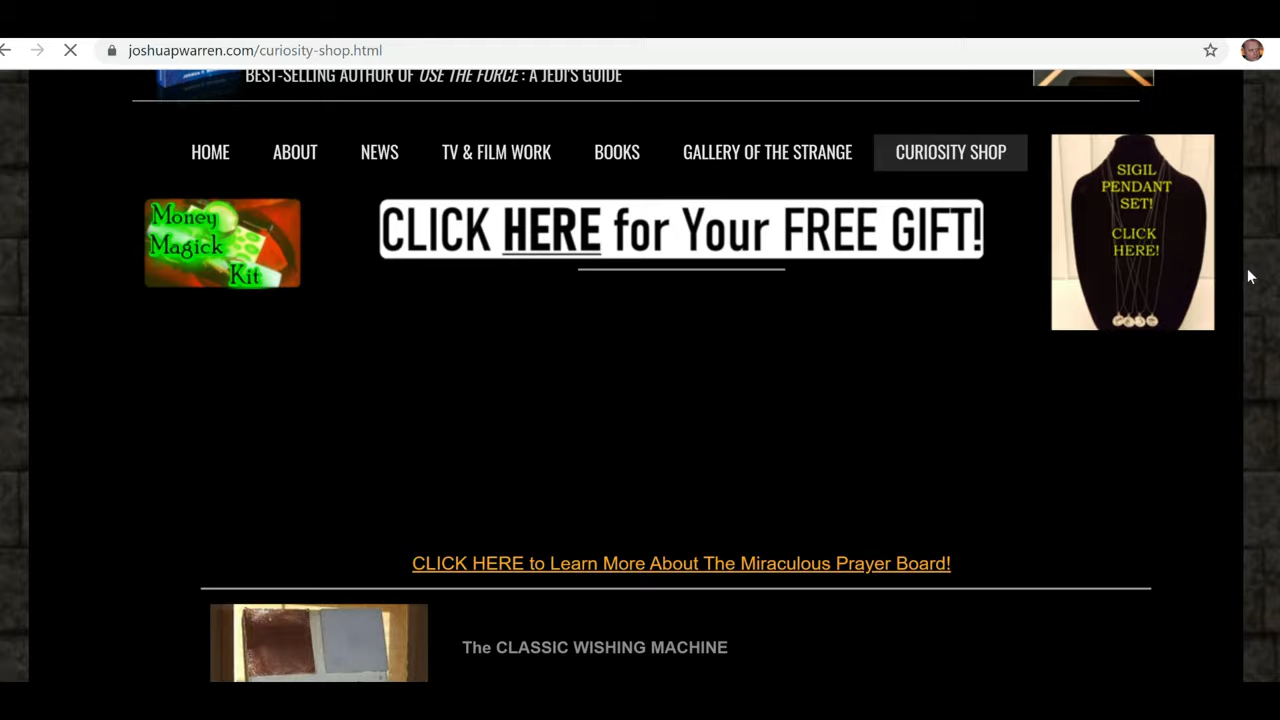 joshuapwarren.com/curiosity-shop.html
BEST-SELLING AUTHOR OF USE THE FORCE : A JEDI'S GUIDE
HOME ABOUT NEWS TV & FILM WORK BOOKS GALLERY OF THE STRANGE CURIOSITY SHOP
Money
Magick
Kit
CLICK HERE for Your FREE GIFT!
SIGIL
PENDANT
SET!
CLICK
HERE!
CLICK HERE to Learn More About The Miraculous Prayer Board!
The CLASSIC WISHING MACHINE